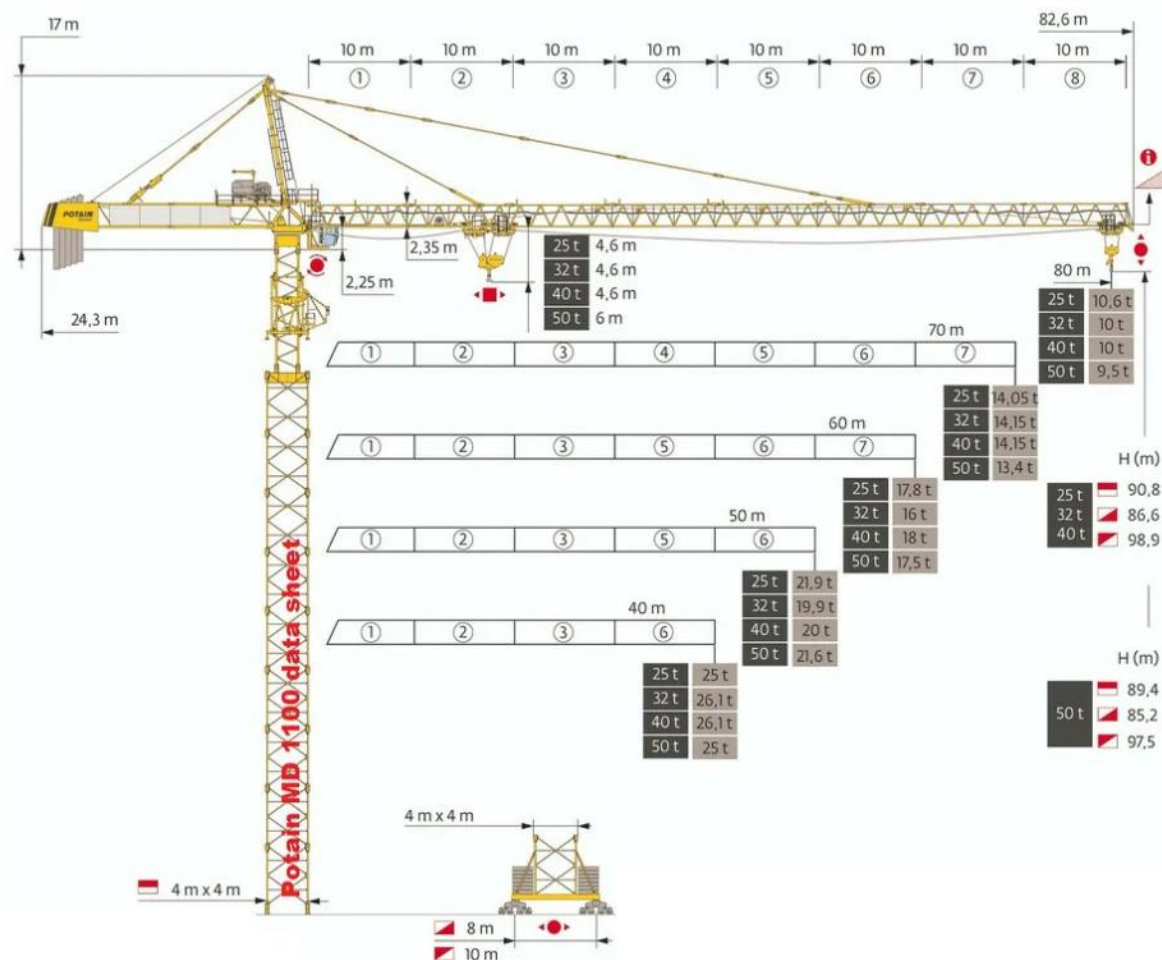 17 m
82,6 m
10 m 10 m 10 m 10 m 10 m 10 m 10 m 10 m
① ② ③ ④ ⑤ ⑥ ⑦ ⑧
i
POTAIN
2,35 m
2,25 m
24,3 m
25 t 4,6 m
32 t 4,6 m
40 t 4,6 m
50 t 6 m
80 m
25 t 10,6 t
32 t 10 t
40 t 10 t
50 t 9,5 t
70 m
① ② ③ ④ ⑤ ⑥ ⑦
25 t 14,05 t
32 t 14,15 t
40 t 14,15 t
50 t 13,4 t
60 m
① ② ③ ⑤ ⑥ ⑦
25 t 17,8 t
32 t 16 t
40 t 18 t
50 t 17,5 t
50 m
① ② ③ ⑤ ⑥
25 t 21,9 t
32 t 19,9 t
40 t 20 t
50 t 21,6 t
40 m
① ② ③ ⑥
25 t 25 t
32 t 26,1 t
40 t 26,1 t
50 t 25 t
H (m)
25 t 90,8
32 t 86,6
40 t 98,9
H (m)
89,4
50 t 85,2
97,5
Potain MD 1100 data sheet
4 m x 4 m
4 m x 4 m
8 m
10 m